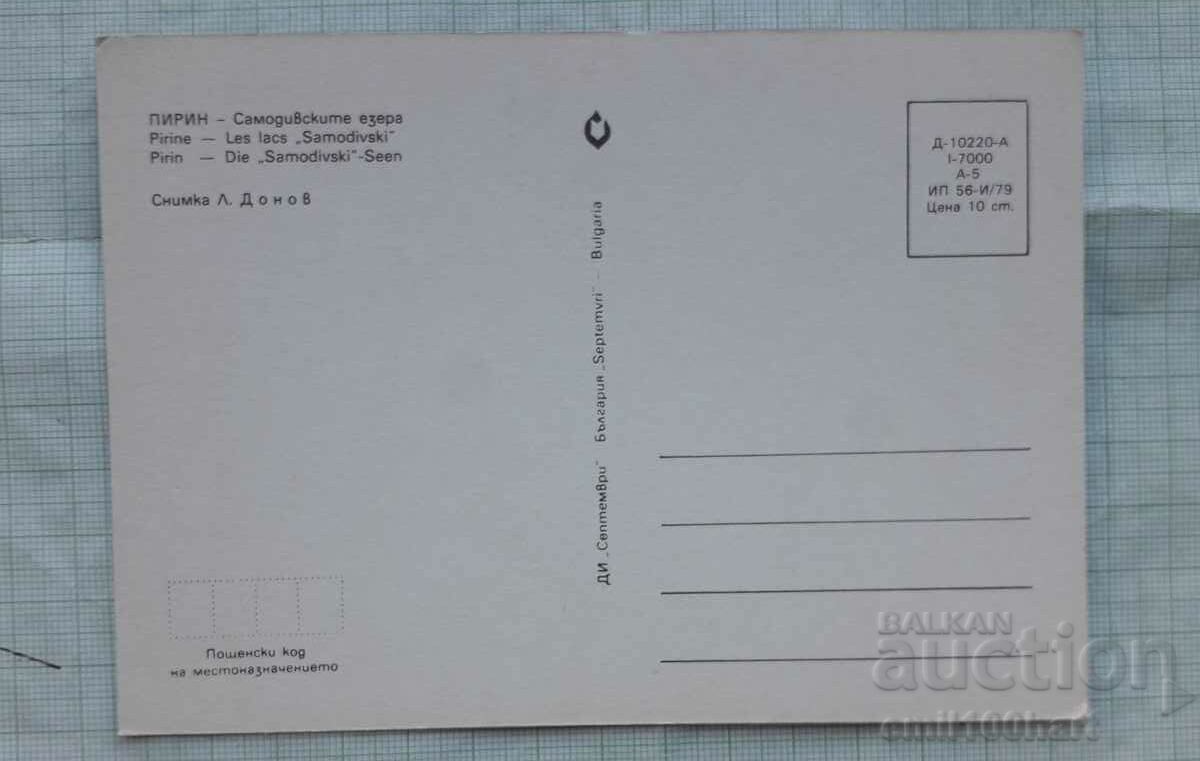 ПИРИН – Самодивските езера
Pirine — Les lacs „Samodivski"
Pirin — Die „Samodivski"-Seen
Снимка Л. Донов
ДИ „Септември" България „Septemvri" - Bulgaria
Д-10220-А
I-7000
А-5
ИП 56-И/79
Цена 10 ст.
Пощенски код
на местоназначението
BALKAN
auction
emil100hari